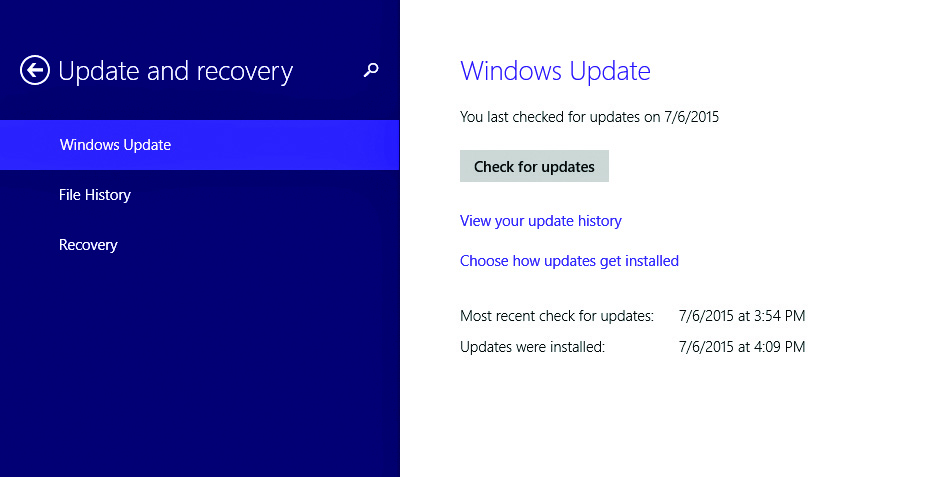 Update and recovery
Windows Update
File History
Recovery
Windows Update
You last checked for updates on 7/6/2015
Check for updates
View your update history
Choose how updates get installed
Most recent check for updates: 7/6/2015 at 3:54 PM
Updates were installed: 7/6/2015 at 4:09 PM